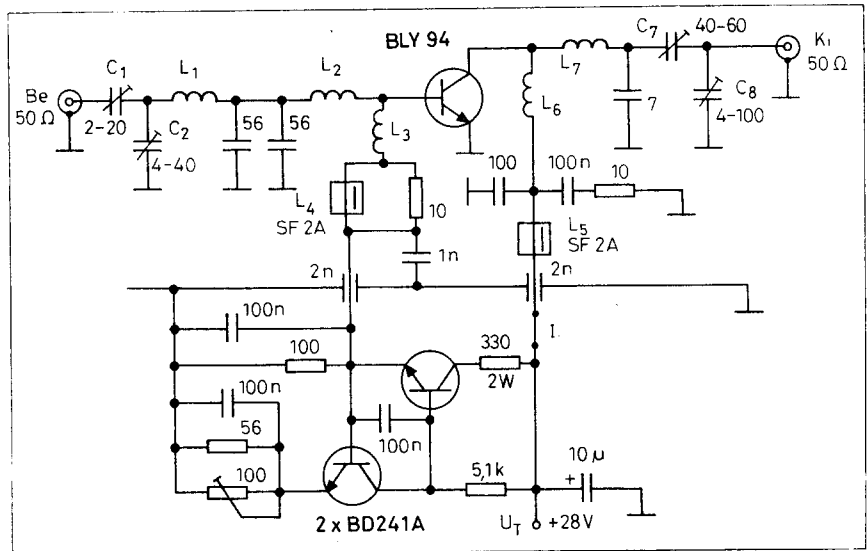 BLY 94
C₇
40-60
Ki
50 Ω
Be
50 Ω
C₁
2-20
L₁
L₂
L₇
L₆
C₂
4-40
56
56
L₃
7
C₈
4-100
100
100n
10
L₄
SF 2A
10
L₅
SF 2A
1n
2n
2n
100n
I
100
330
2W
100n
56
100n
100
5,1k
10 µ
+
2 x BD241A
U_T
+28V